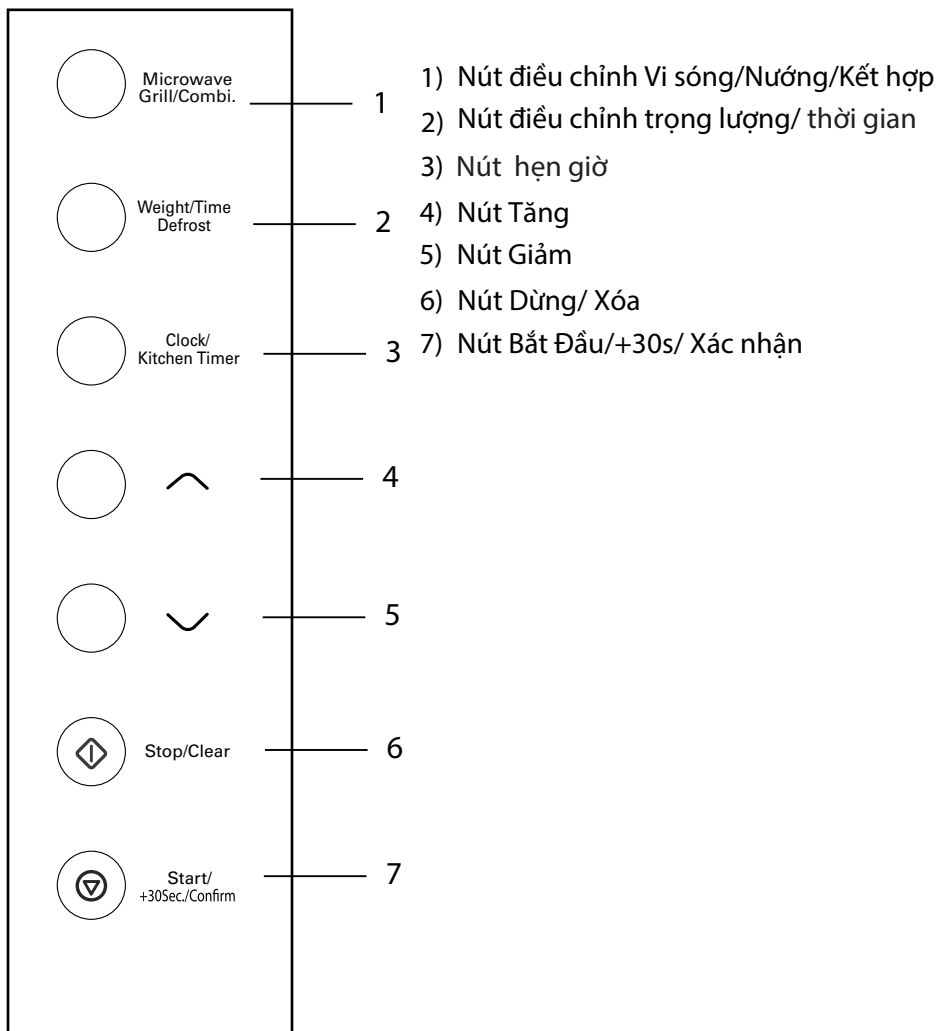 Microwave
Grill/Combi.
1
Weight/Time
Defrost
2
Clock/
Kitchen Timer
3
4
5
Stop/Clear
6
Start/
+30Sec./Confirm
7
1) Nút điều chỉnh Vi sóng/Nướng/Kết hợp
2) Nút điều chỉnh trọng lượng/ thời gian
3) Nút hẹn giờ
4) Nút Tăng
5) Nút Giảm
6) Nút Dừng/ Xóa
7) Nút Bắt Đầu/+30s/ Xác nhận